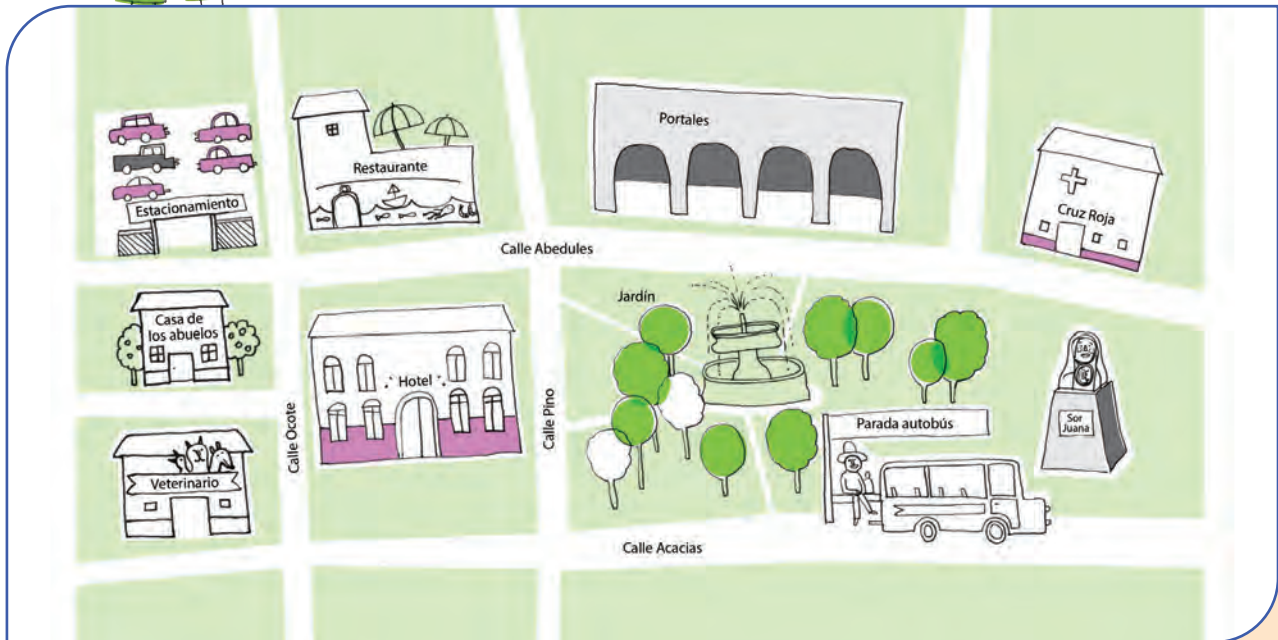 Portales
Restaurante
Estacionamiento
Cruz Roja
Calle Abedules
Jardín
Casa de
los abuelos
Hotel
Calle Ocote
Calle Pino
Parada autobús
Sor
Juana
Veterinario
Calle Acacias